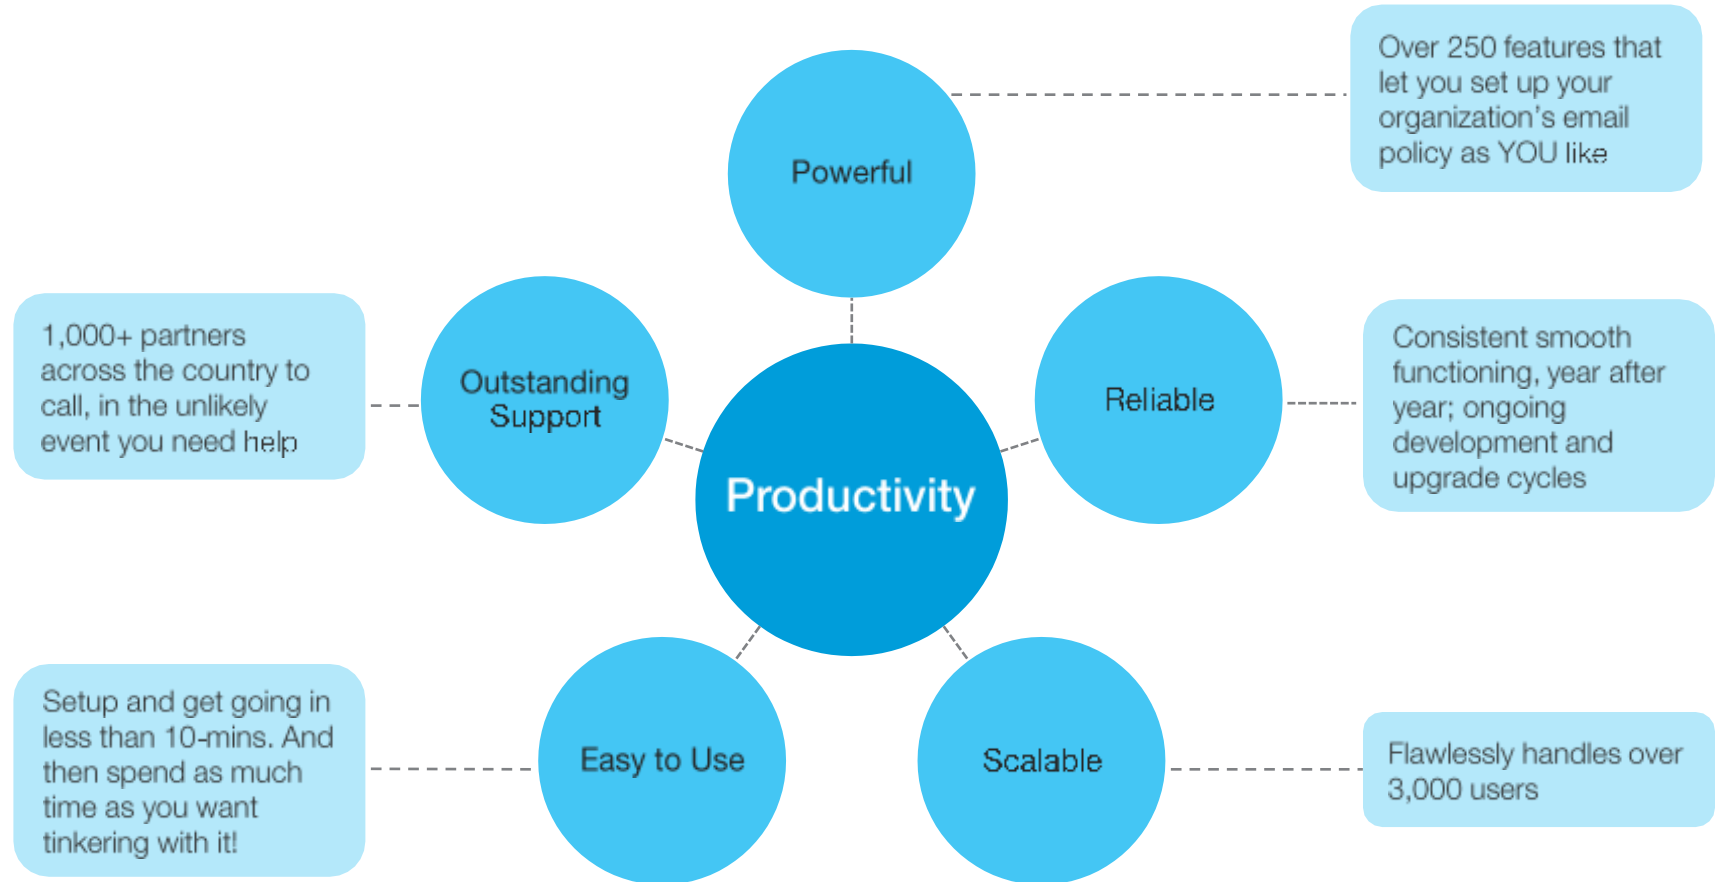 Over 250 features that
let you set up your
organization's email
policy as YOU like
Powerful
1,000+ partners
across the country to
call, in the unlikely
event you need help
Outstanding
Support
Reliable
Consistent smooth
functioning, year after
year; ongoing
development and
upgrade cycles
Productivity
Setup and get going in
less than 10-mins. And
then spend as much
time as you want
tinkering with it!
Easy to Use
Scalable
Flawlessly handles over
3,000 users